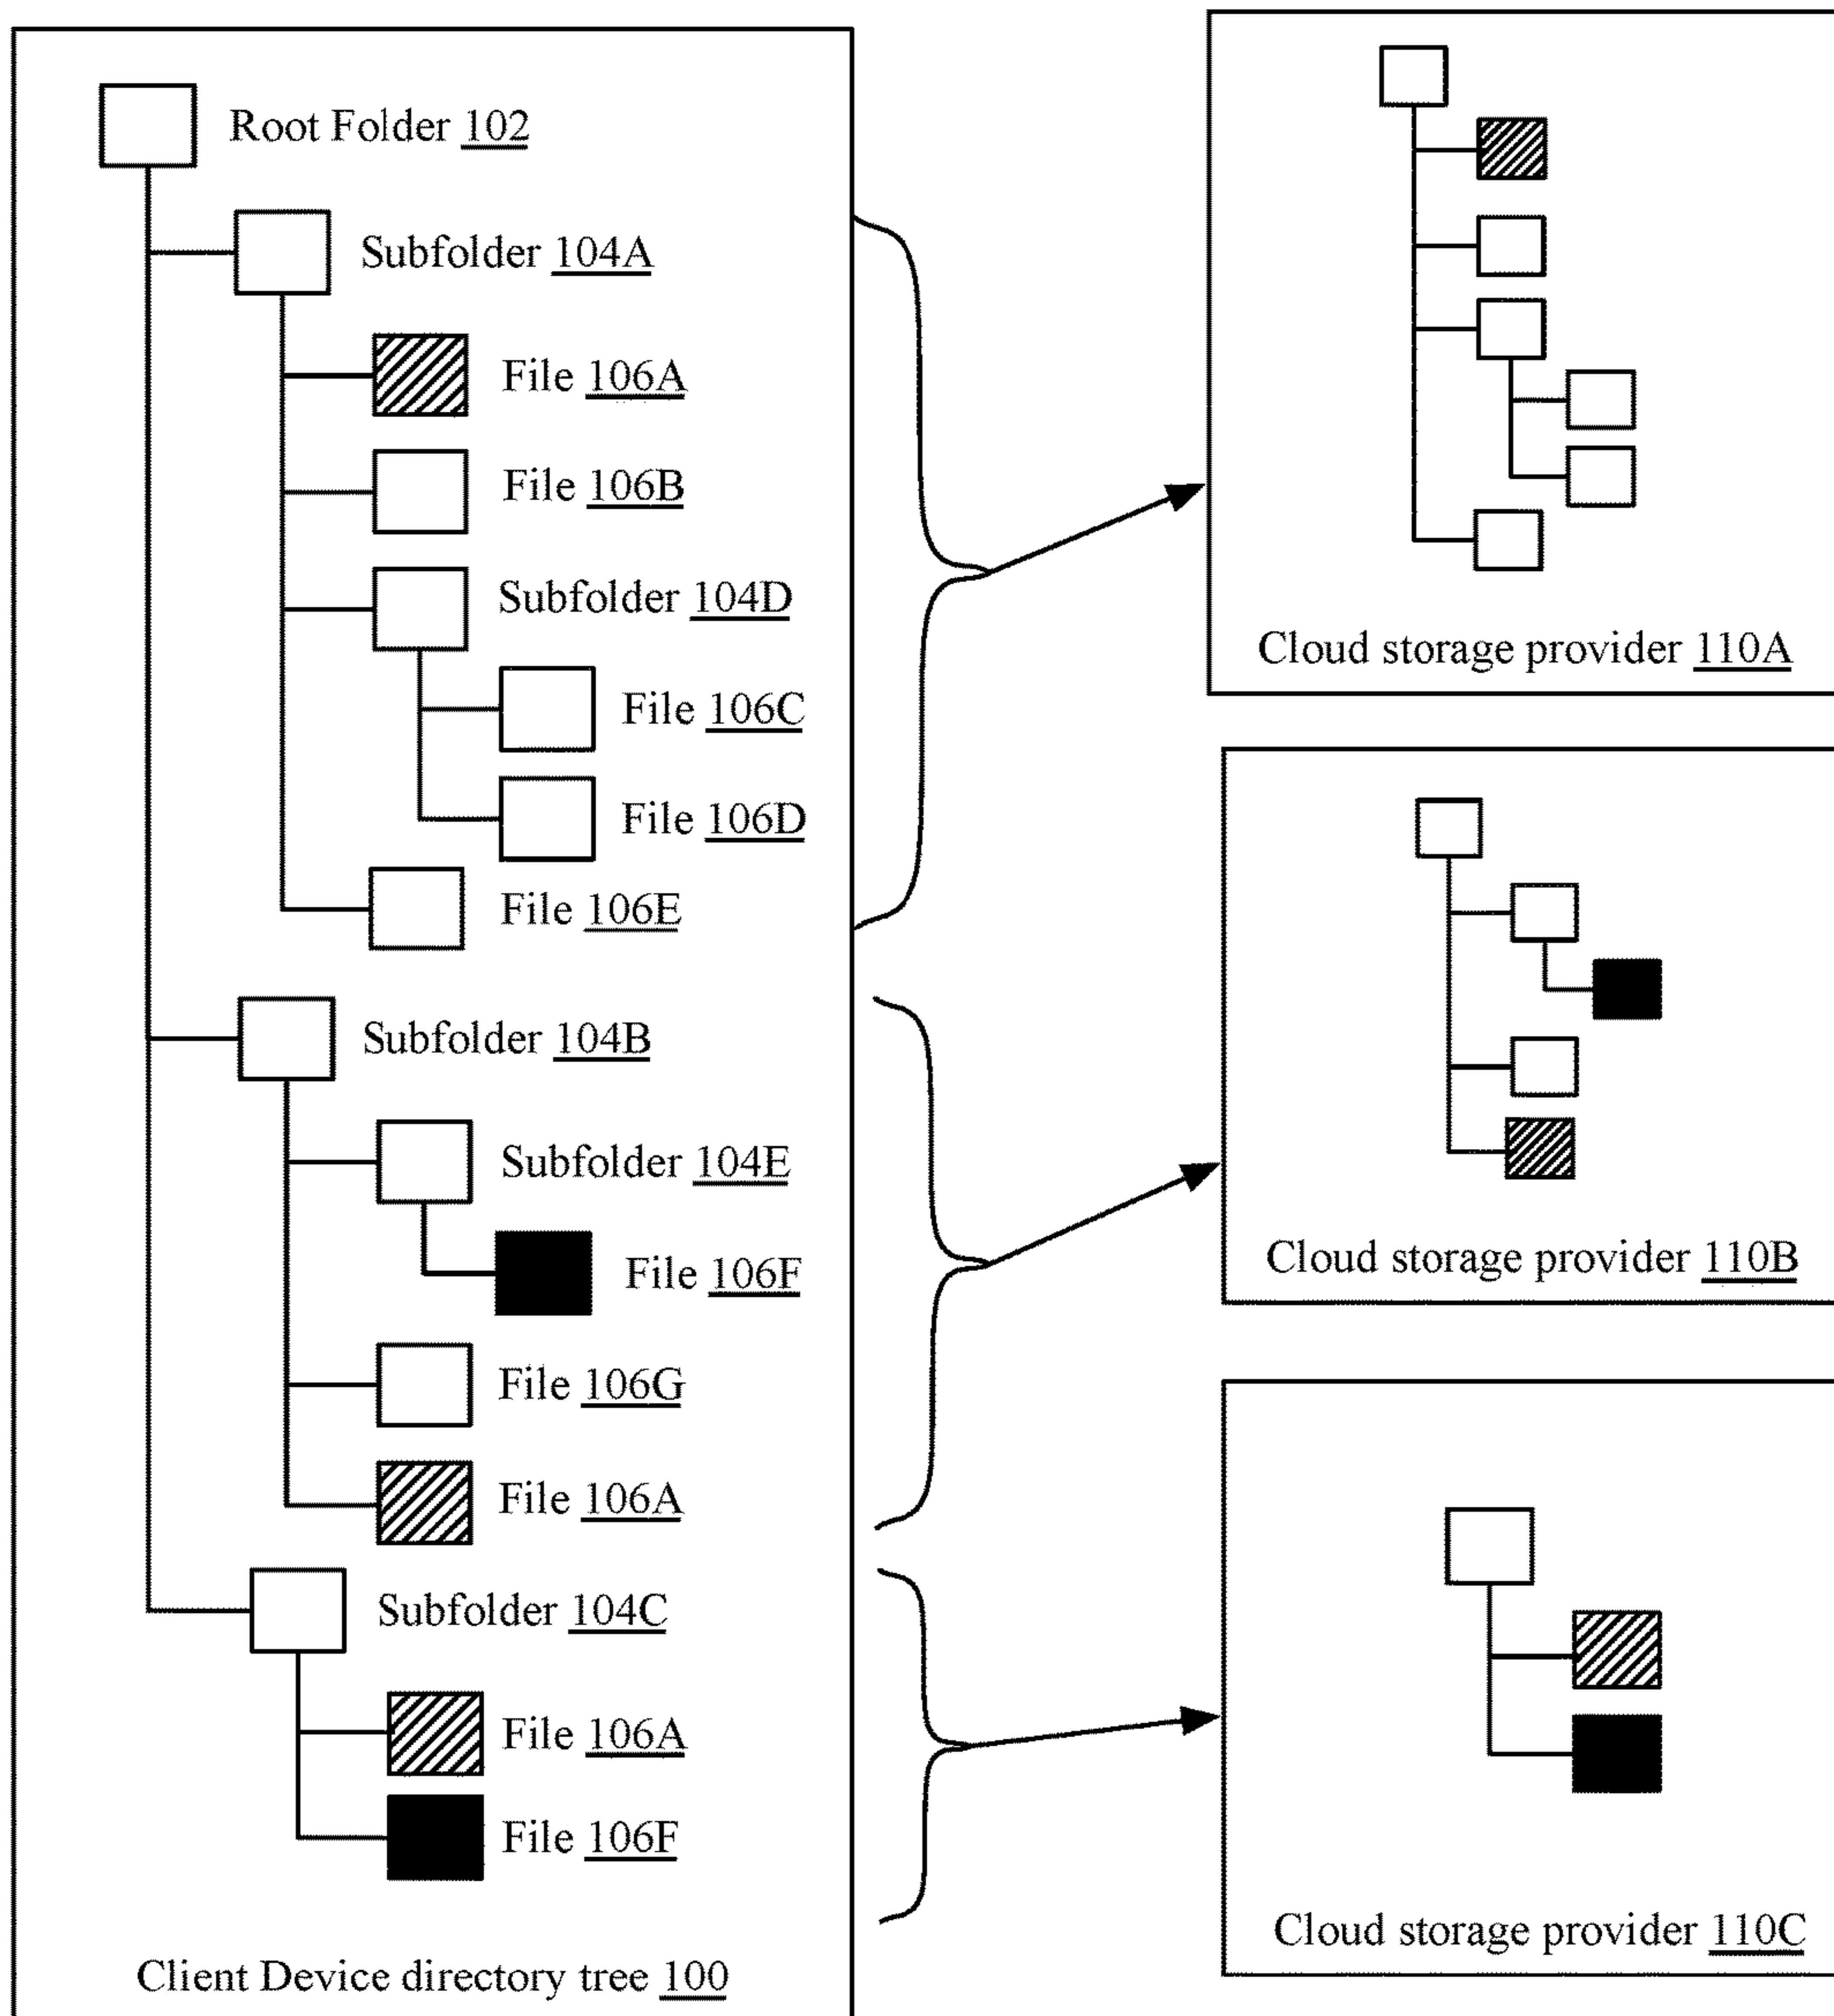 Root Folder 102
Subfolder 104A
File 106A
File 106B
Subfolder 104D
File 106C
File 106D
File 106E
Subfolder 104B
Subfolder 104E
File 106F
File 106G
File 106A
Subfolder 104C
File 106A
File 106F
Client Device directory tree 100
Cloud storage provider 110A
Cloud storage provider 110B
Cloud storage provider 110C